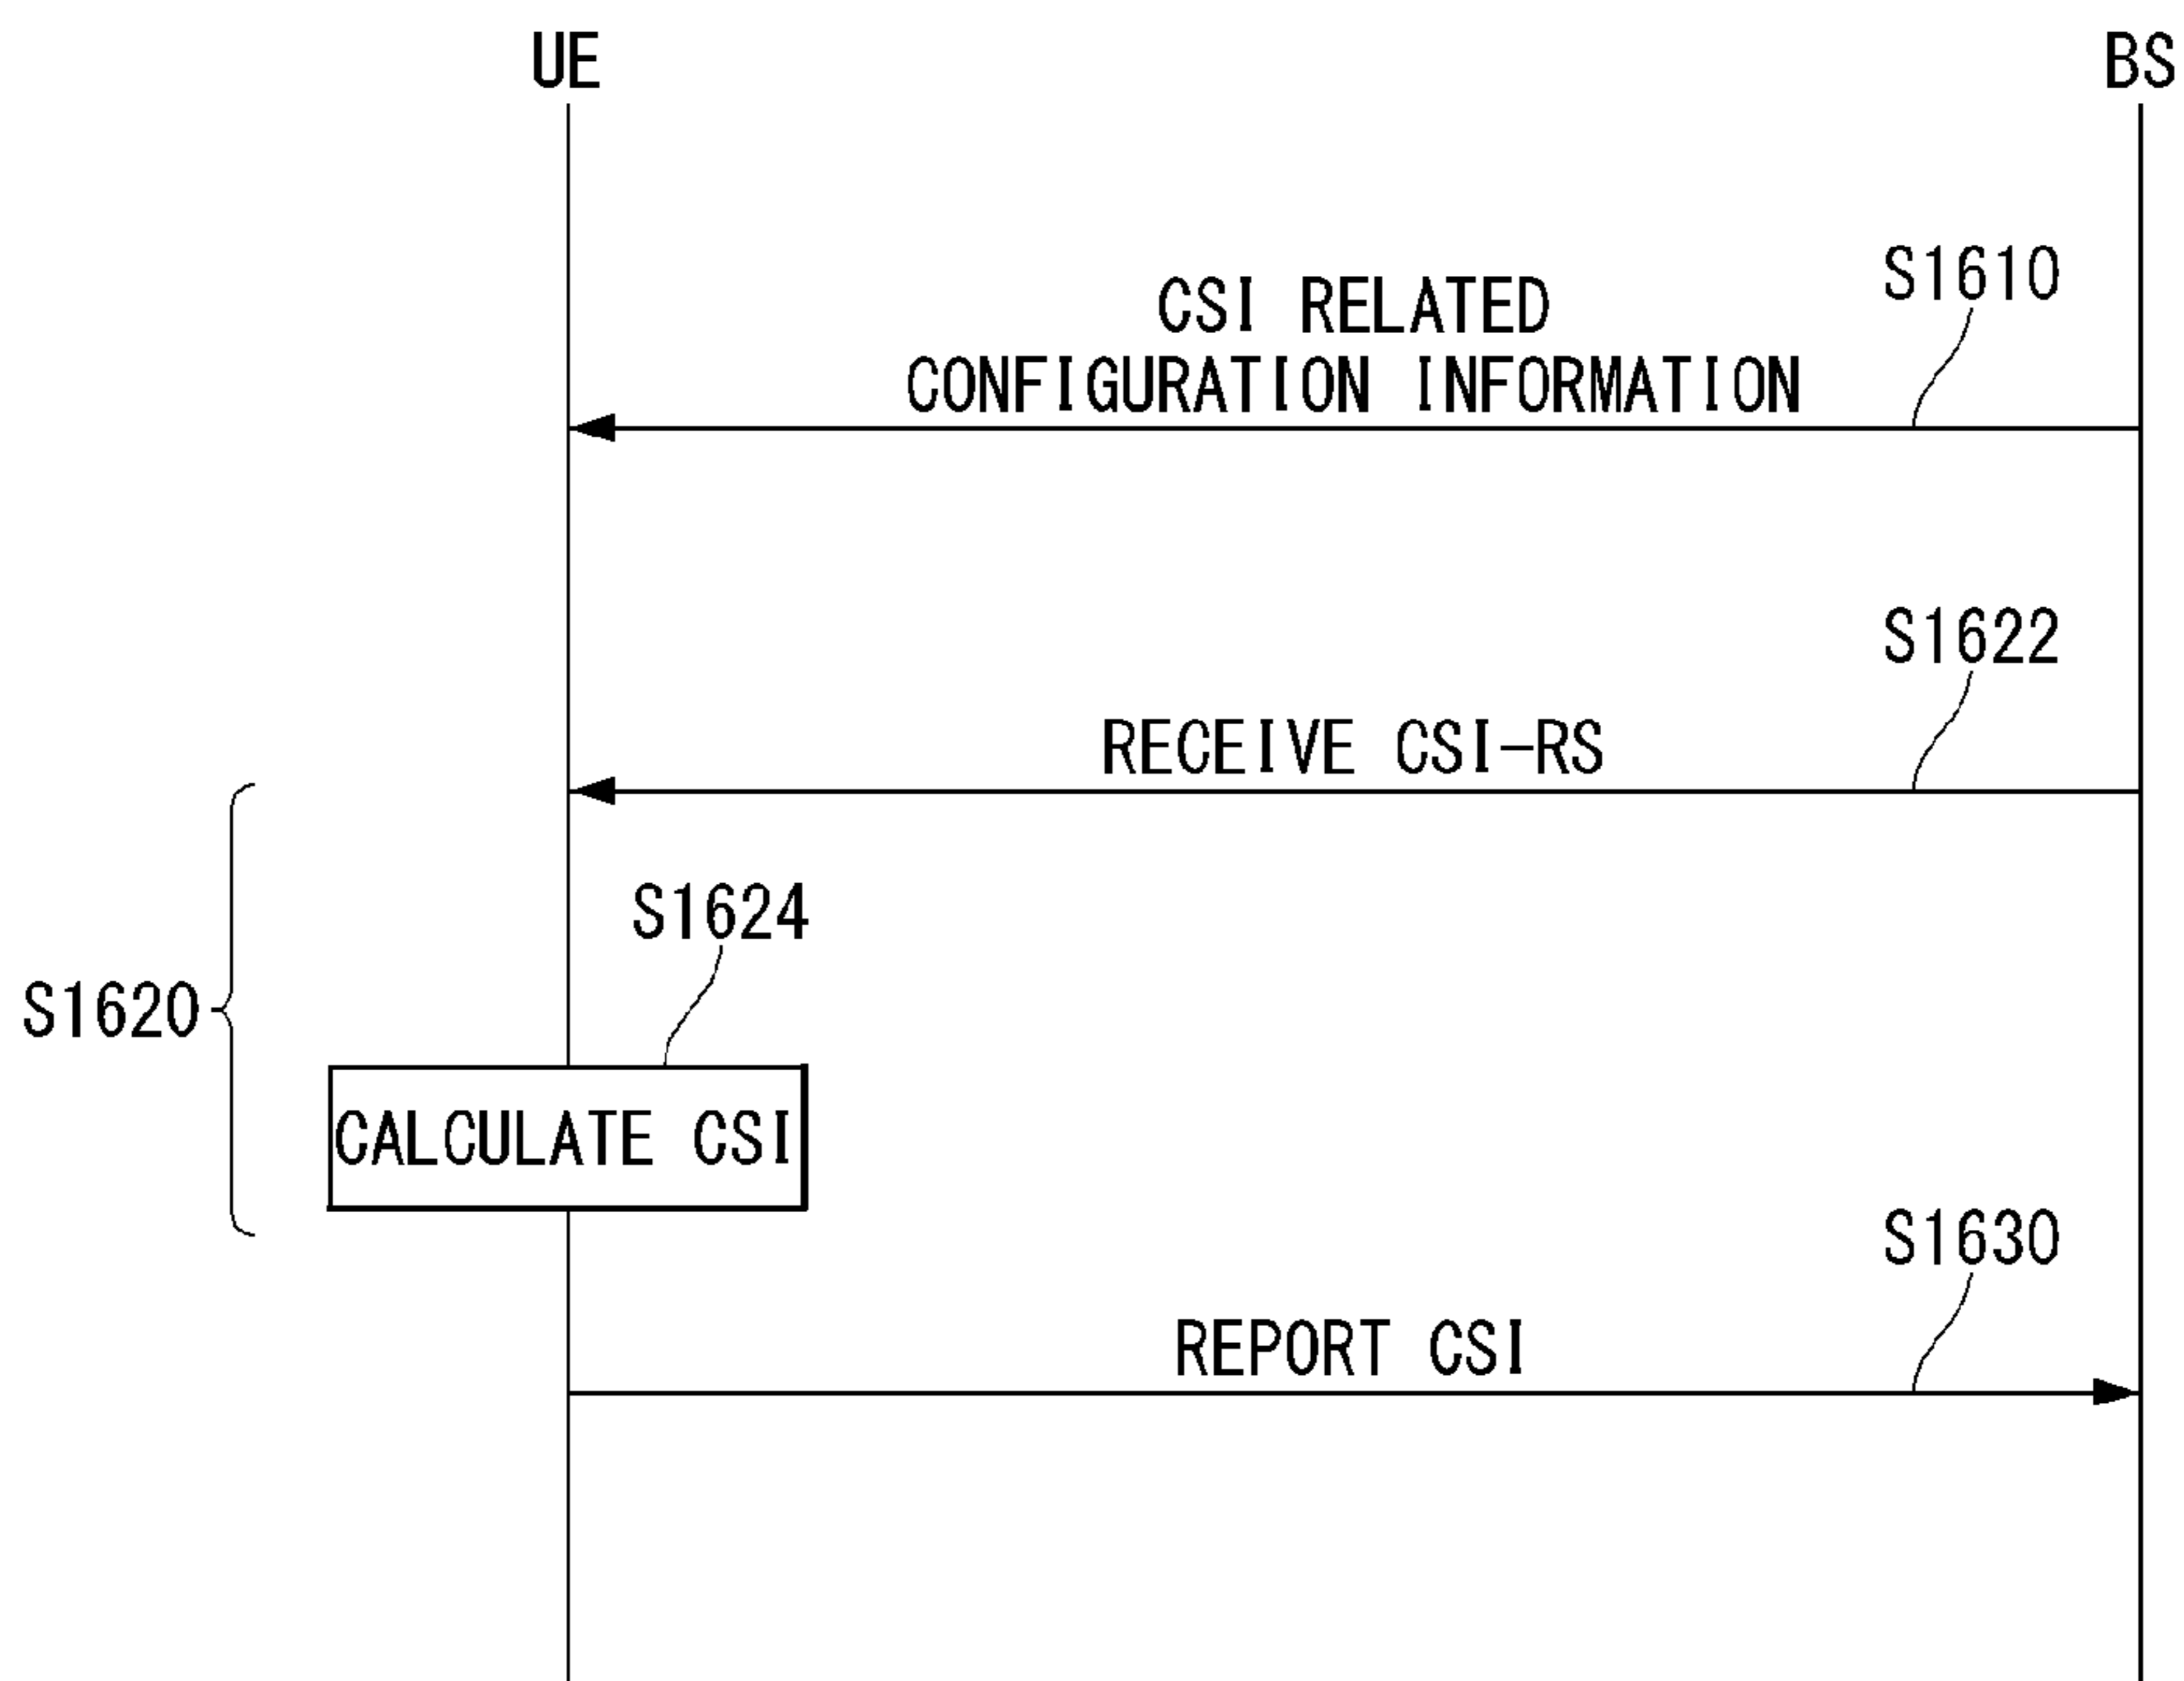 UE
BS
S1610
CSI RELATED
CONFIGURATION INFORMATION
S1622
RECEIVE CSI-RS
S1624
S1620
CALCULATE CSI
S1630
REPORT CSI